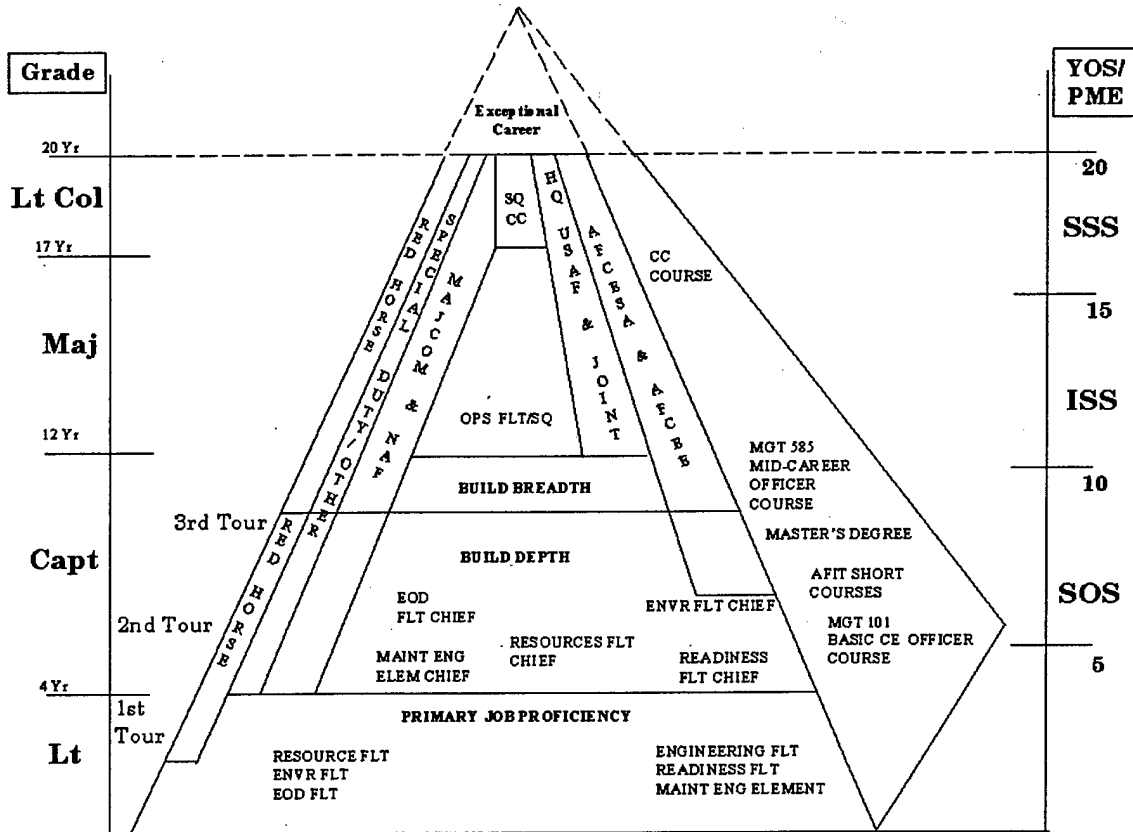 Grade
YOS/
PME
Exceptional
Career
20 Yr
20
Lt Col
SQ
CC
SSS
17 Yr
CC
COURSE
15
Maj
RED HORSE
SPECIAL DUTY/OTHER
MAJCOM & NAF
HQ USAF & JOINT
AFCESA & AFCEE
ISS
OPS FLT/SQ
12 Yr
MGT 585
MID-CAREER
OFFICER
COURSE
10
BUILD BREADTH
3rd Tour
RED HORSE
MASTER'S DEGREE
Capt
BUILD DEPTH
AFIT SHORT
COURSES
SOS
EOD
FLT CHIEF
ENVR FLT CHIEF
2nd Tour
MGT 101
BASIC CE OFFICER
COURSE
RESOURCES FLT
CHIEF
MAINT ENG
ELEM CHIEF
READINESS
FLT CHIEF
5
4 Yr
1st
Tour
PRIMARY JOB PROFICIENCY
Lt
RESOURCE FLT
ENVR FLT
EOD FLT
ENGINEERING FLT
READINESS FLT
MAINT ENG ELEMENT